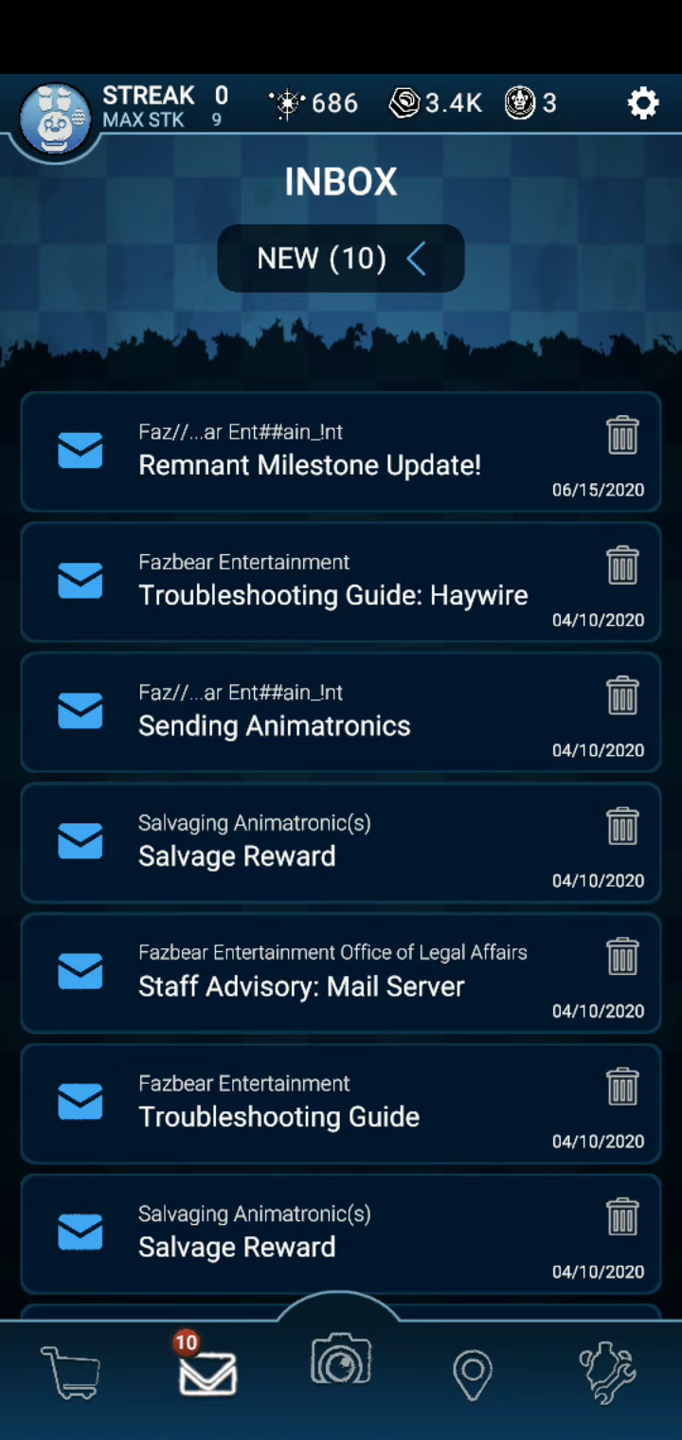 STREAK 0 686 3.4K 3
MAX STK 9
INBOX
NEW (10)
Faz//...ar Ent##ain_!nt
Remnant Milestone Update!
06/15/2020
Fazbear Entertainment
Troubleshooting Guide: Haywire
04/10/2020
Faz//...ar Ent##ain_!nt
Sending Animatronics
04/10/2020
Salvaging Animatronic(s)
Salvage Reward
04/10/2020
Fazbear Entertainment Office of Legal Affairs
Staff Advisory: Mail Server
04/10/2020
Fazbear Entertainment
Troubleshooting Guide
04/10/2020
Salvaging Animatronic(s)
Salvage Reward
04/10/2020
10